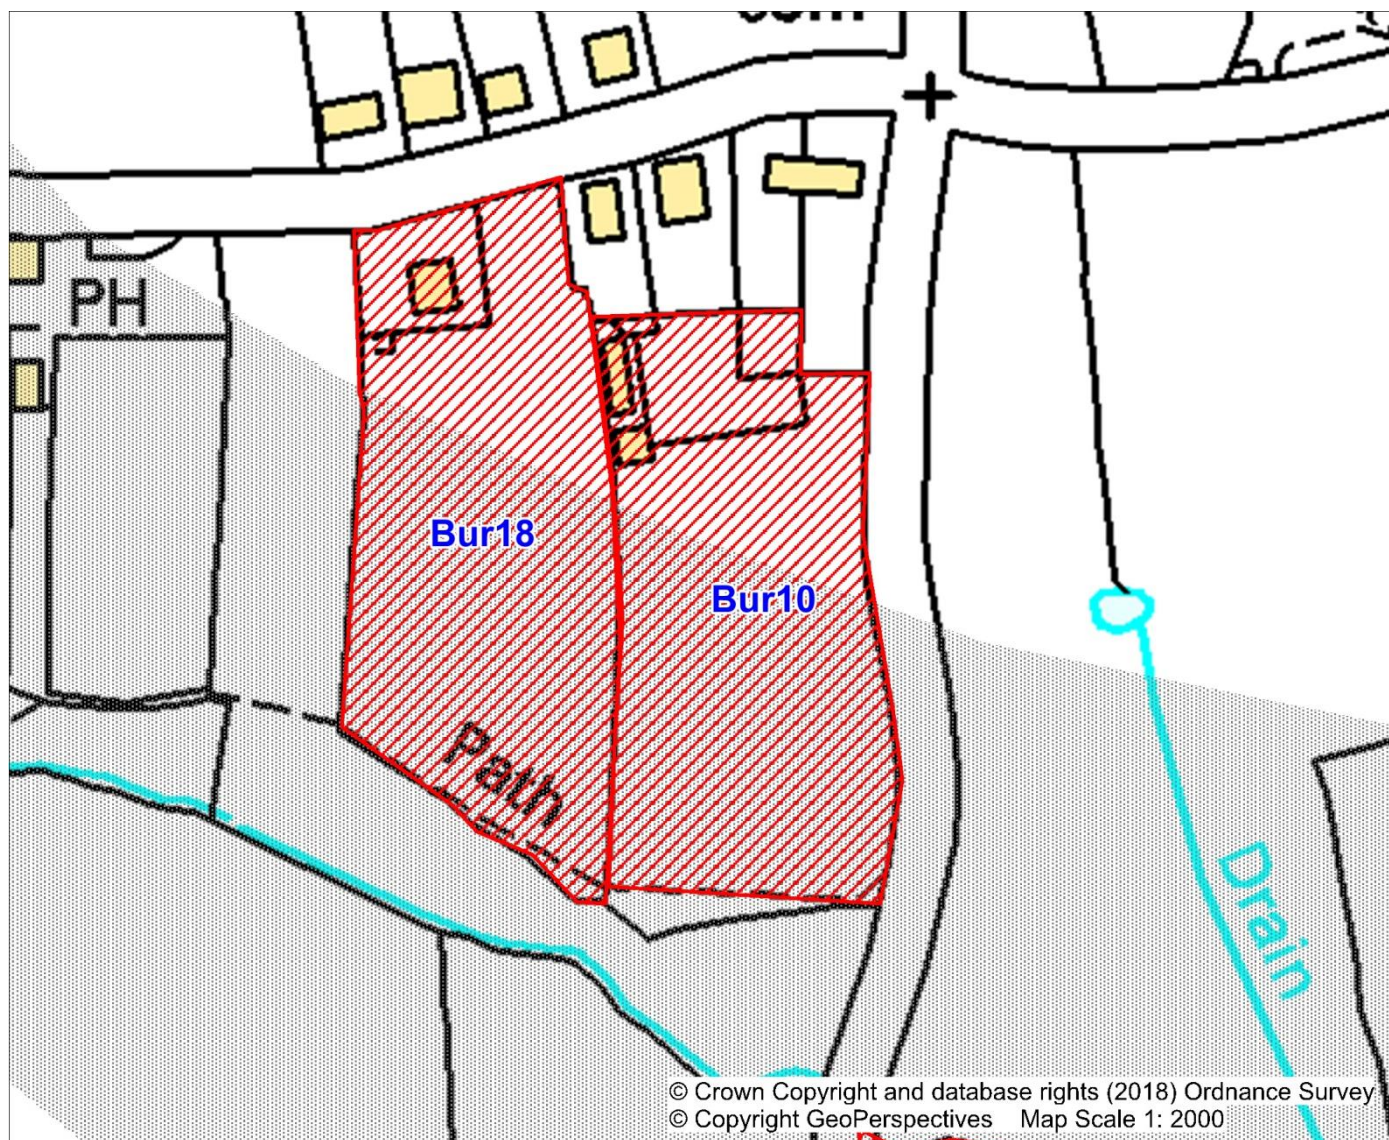 PH
Bur18
Bur10
Path
Drain
© Crown Copyright and database rights (2018) Ordnance Survey
© Copyright GeoPerspectives Map Scale 1: 2000